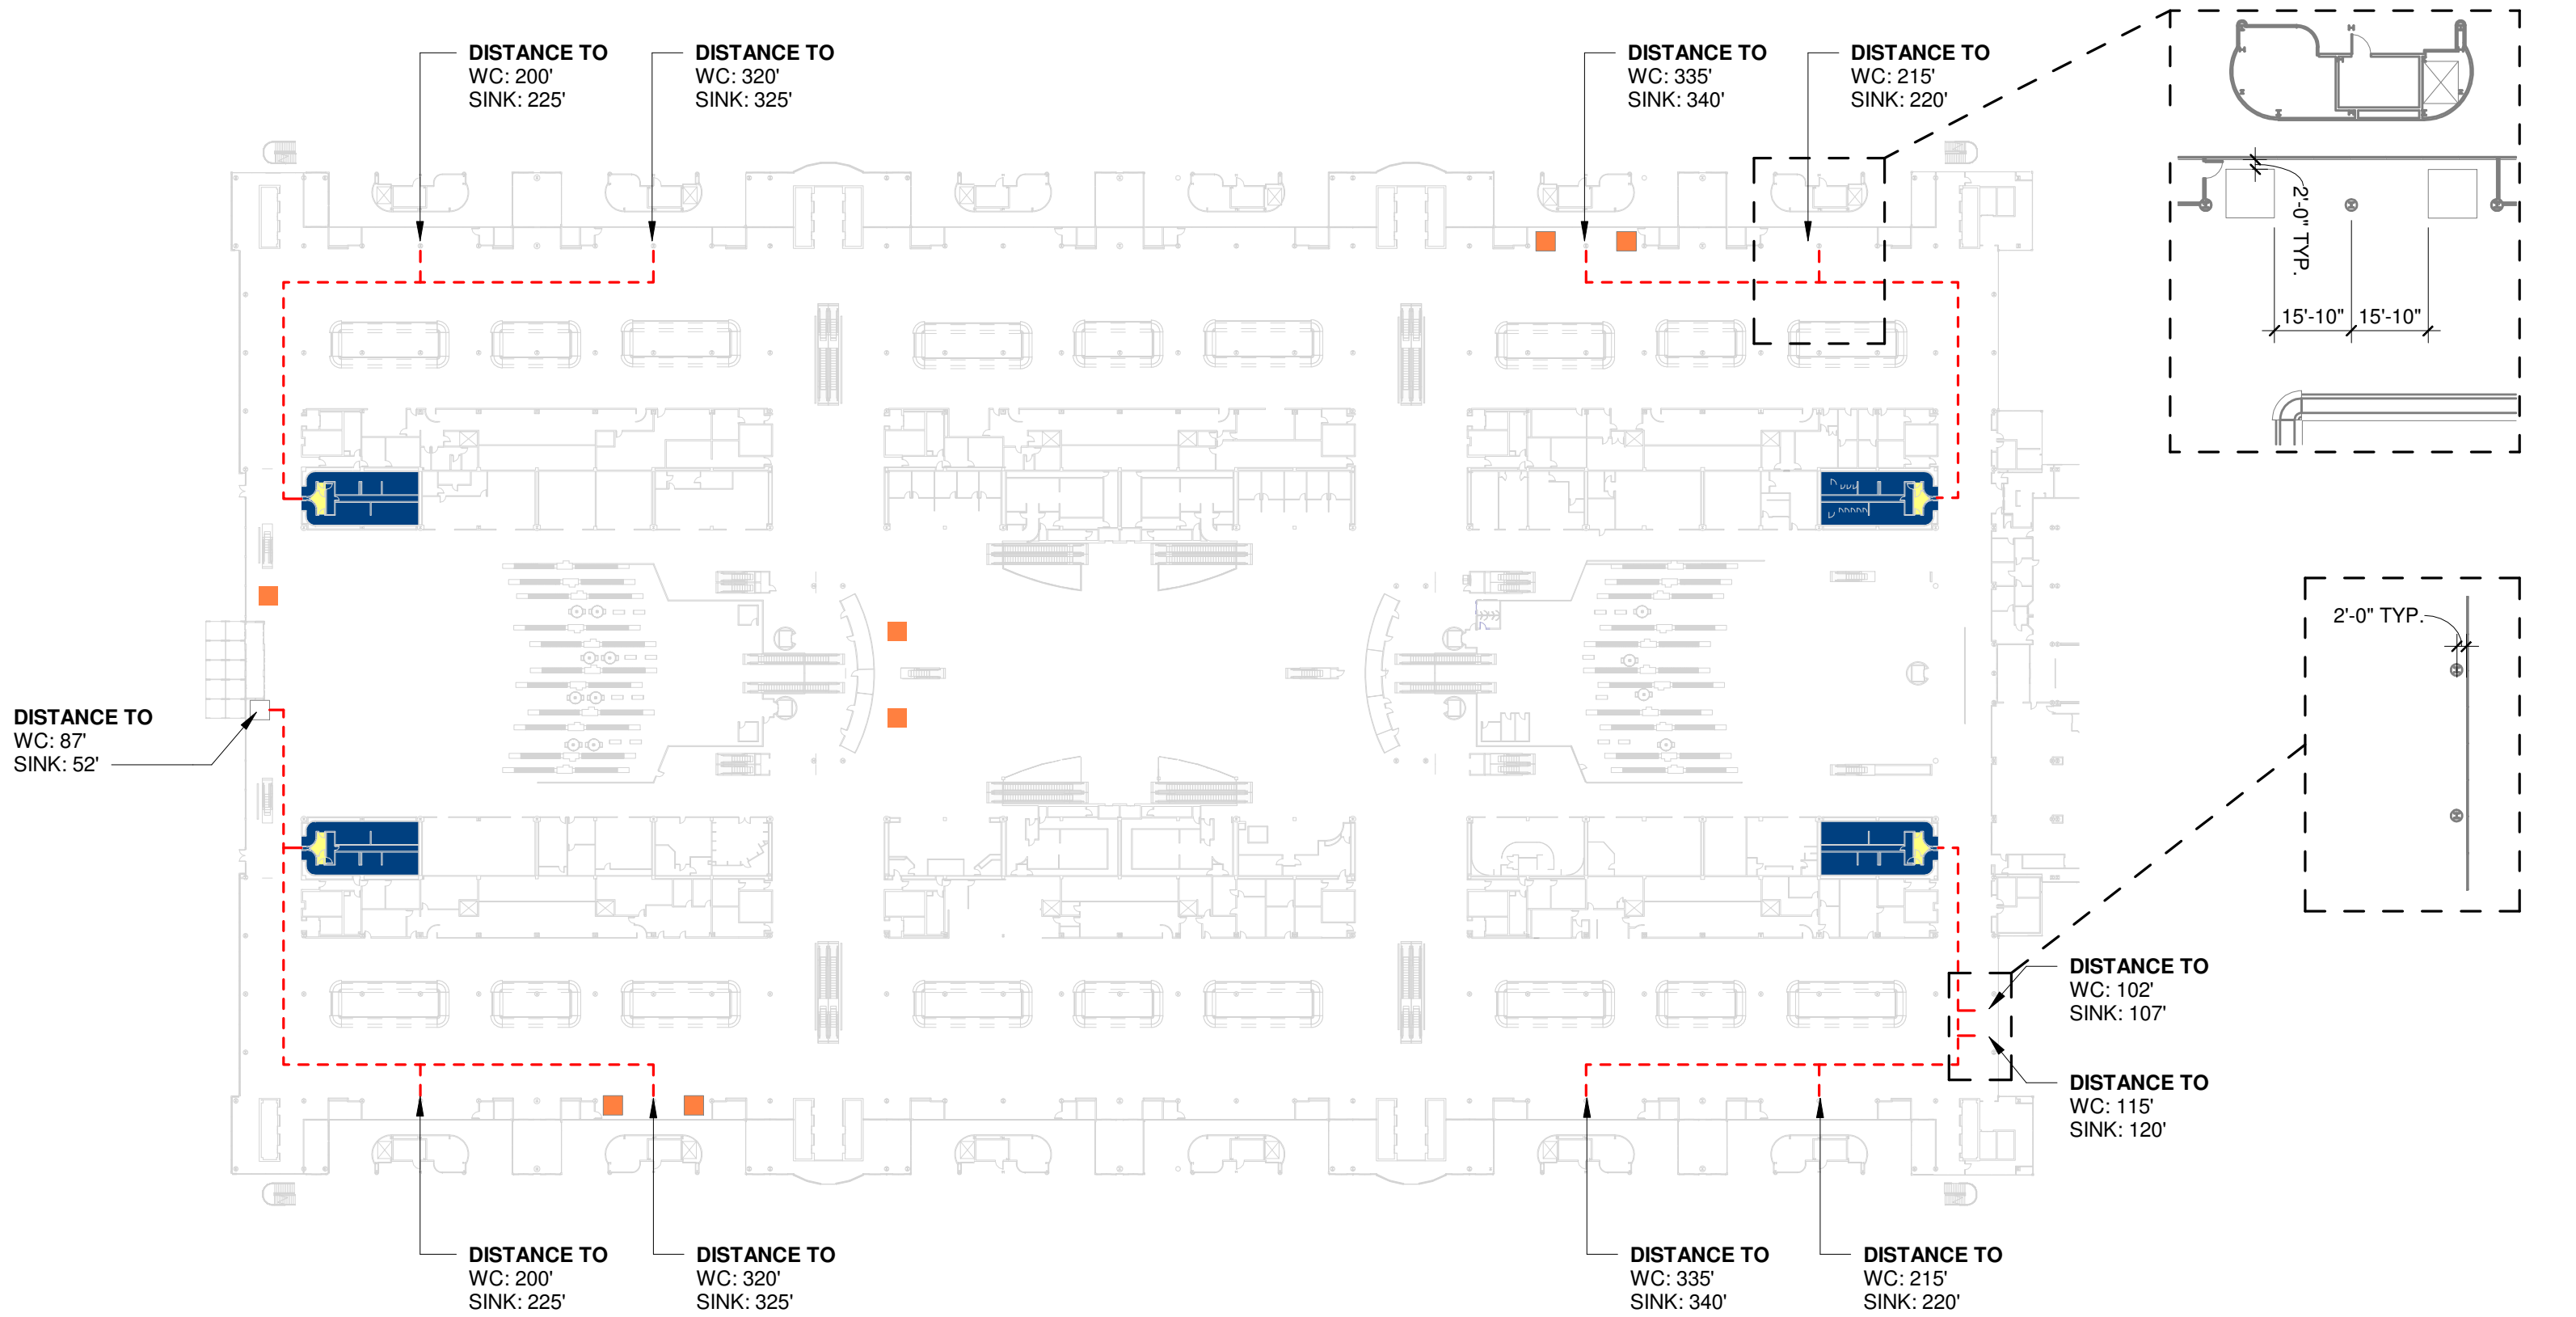 DISTANCE TO
WC: 200'
SINK: 225'
DISTANCE TO
WC: 320'
SINK: 325'
DISTANCE TO
WC: 335'
SINK: 340'
DISTANCE TO
WC: 215'
SINK: 220'
2'-0" TYP.
15'-10"
15'-10"
2'-0" TYP.
DISTANCE TO
WC: 87'
SINK: 52'
DISTANCE TO
WC: 102'
SINK: 107'
DISTANCE TO
WC: 115'
SINK: 120'
DISTANCE TO
WC: 200'
SINK: 225'
DISTANCE TO
WC: 320'
SINK: 325'
DISTANCE TO
WC: 335'
SINK: 340'
DISTANCE TO
WC: 215'
SINK: 220'